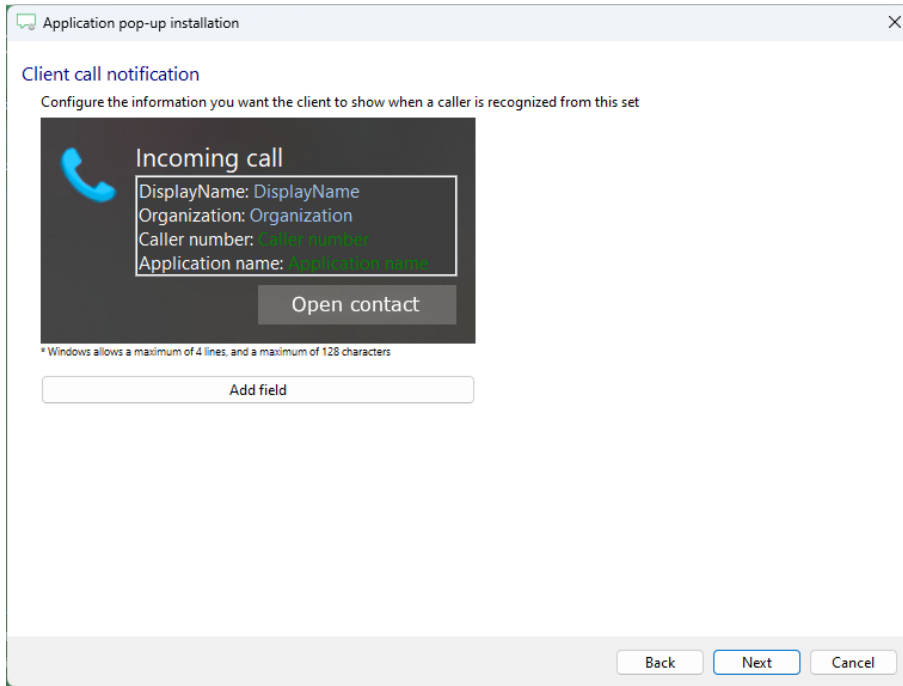 Application pop-up installation
Client call notification
Configure the information you want the client to show when a caller is recognized from this set
Incoming call
DisplayName: DisplayName
Organization: Organization
Caller number: Caller number
Application name: Application name
Open contact
* Windows allows a maximum of 4 lines, and a maximum of 128 characters
Add field
Back Next Cancel